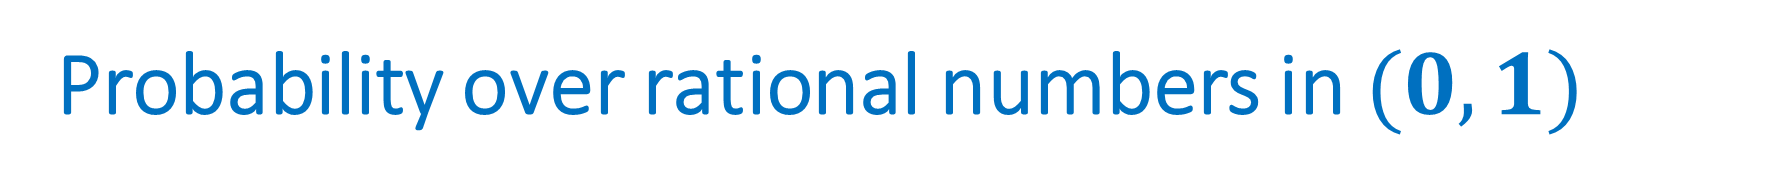 Probability over rational numbers in (0, 1)